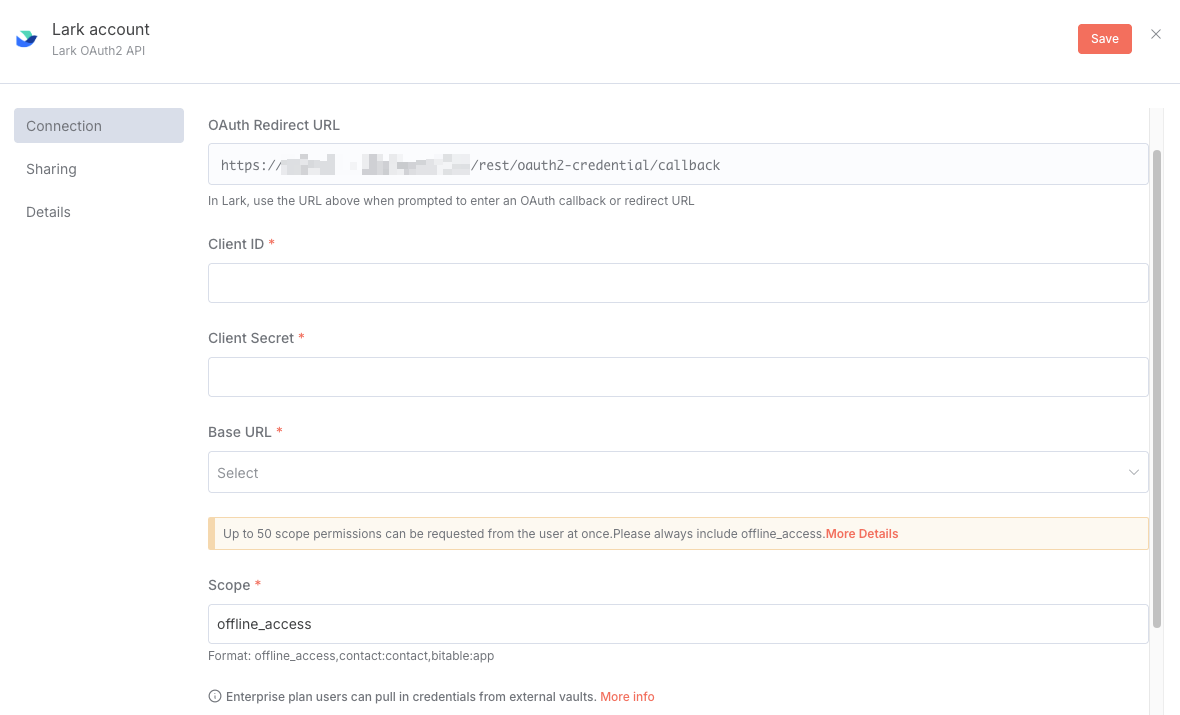 Lark account
Lark OAuth2 API
Save
Connection
Sharing
Details
OAuth Redirect URL
https:// /rest/oauth2-credential/callback
In Lark, use the URL above when prompted to enter an OAuth callback or redirect URL
Client ID *
Client Secret *
Base URL *
Select
Up to 50 scope permissions can be requested from the user at once.Please always include offline_access.More Details
Scope *
offline_access
Format: offline_access,contact:contact,bitable:app
Enterprise plan users can pull in credentials from external vaults. More info